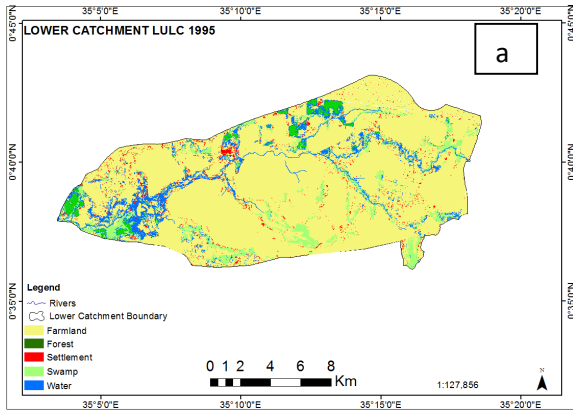 35°5'0"E 35°10'0"E 35°15'0"E 35°20'0"E
0°45'0"N 0°45'0"N
LOWER CATCHMENT LULC 1995
a
0°40'0"N 0°40'0"N
0°35'0"N 0°35'0"N
Legend
Rivers
Lower Catchment Boundary
Farmland
Forest
Settlement
Swamp
Water
0 1 2 4 6 8
Km
1:127,856
N
35°5'0"E 35°10'0"E 35°15'0"E 35°20'0"E